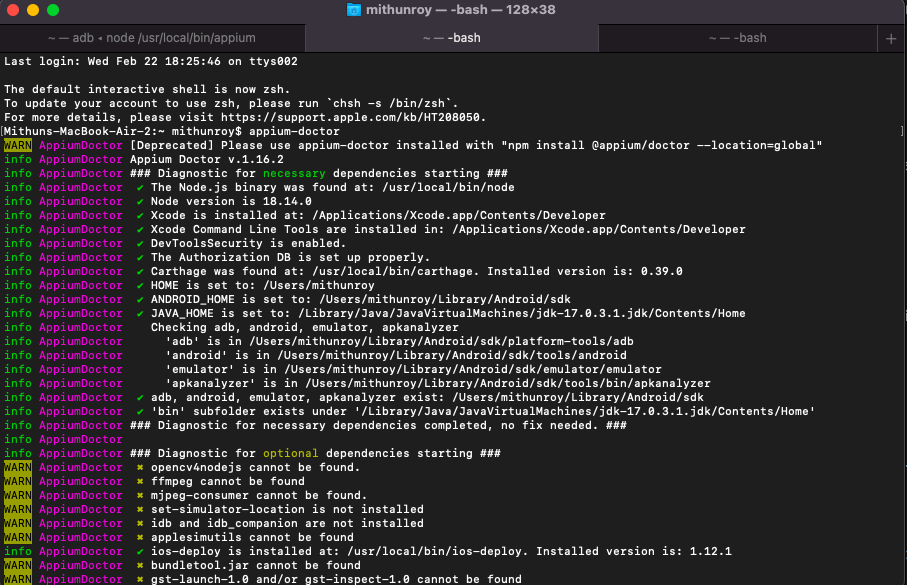 mithunroy — -bash — 128×38
~ — adb ◂ node /usr/local/bin/appium
~ — -bash
~ — -bash
+
Last login: Wed Feb 22 18:25:46 on ttys002
The default interactive shell is now zsh.
To update your account to use zsh, please run `chsh -s /bin/zsh`.
For more details, please visit https://support.apple.com/kb/HT208050.
[Mithuns-MacBook-Air-2:~ mithunroy$ appium-doctor ]
WARN AppiumDoctor [Deprecated] Please use appium-doctor installed with "npm install @appium/doctor --location=global"
info AppiumDoctor Appium Doctor v.1.16.2
info AppiumDoctor ### Diagnostic for necessary dependencies starting ###
info AppiumDoctor ✔ The Node.js binary was found at: /usr/local/bin/node
info AppiumDoctor ✔ Node version is 18.14.0
info AppiumDoctor ✔ Xcode is installed at: /Applications/Xcode.app/Contents/Developer
info AppiumDoctor ✔ Xcode Command Line Tools are installed in: /Applications/Xcode.app/Contents/Developer
info AppiumDoctor ✔ DevToolsSecurity is enabled.
info AppiumDoctor ✔ The Authorization DB is set up properly.
info AppiumDoctor ✔ Carthage was found at: /usr/local/bin/carthage. Installed version is: 0.39.0
info AppiumDoctor ✔ HOME is set to: /Users/mithunroy
info AppiumDoctor ✔ ANDROID_HOME is set to: /Users/mithunroy/Library/Android/sdk
info AppiumDoctor ✔ JAVA_HOME is set to: /Library/Java/JavaVirtualMachines/jdk-17.0.3.1.jdk/Contents/Home
info AppiumDoctor Checking adb, android, emulator, apkanalyzer
info AppiumDoctor 'adb' is in /Users/mithunroy/Library/Android/sdk/platform-tools/adb
info AppiumDoctor 'android' is in /Users/mithunroy/Library/Android/sdk/tools/android
info AppiumDoctor 'emulator' is in /Users/mithunroy/Library/Android/sdk/emulator/emulator
info AppiumDoctor 'apkanalyzer' is in /Users/mithunroy/Library/Android/sdk/tools/bin/apkanalyzer
info AppiumDoctor ✔ adb, android, emulator, apkanalyzer exist: /Users/mithunroy/Library/Android/sdk
info AppiumDoctor ✔ 'bin' subfolder exists under '/Library/Java/JavaVirtualMachines/jdk-17.0.3.1.jdk/Contents/Home'
info AppiumDoctor ### Diagnostic for necessary dependencies completed, no fix needed. ###
info AppiumDoctor
info AppiumDoctor ### Diagnostic for optional dependencies starting ###
WARN AppiumDoctor ✖ opencv4nodejs cannot be found.
WARN AppiumDoctor ✖ ffmpeg cannot be found
WARN AppiumDoctor ✖ mjpeg-consumer cannot be found.
WARN AppiumDoctor ✖ set-simulator-location is not installed
WARN AppiumDoctor ✖ idb and idb_companion are not installed
WARN AppiumDoctor ✖ applesimutils cannot be found
info AppiumDoctor ✔ ios-deploy is installed at: /usr/local/bin/ios-deploy. Installed version is: 1.12.1
WARN AppiumDoctor ✖ bundletool.jar cannot be found
WARN AppiumDoctor ✖ gst-launch-1.0 and/or gst-inspect-1.0 cannot be found